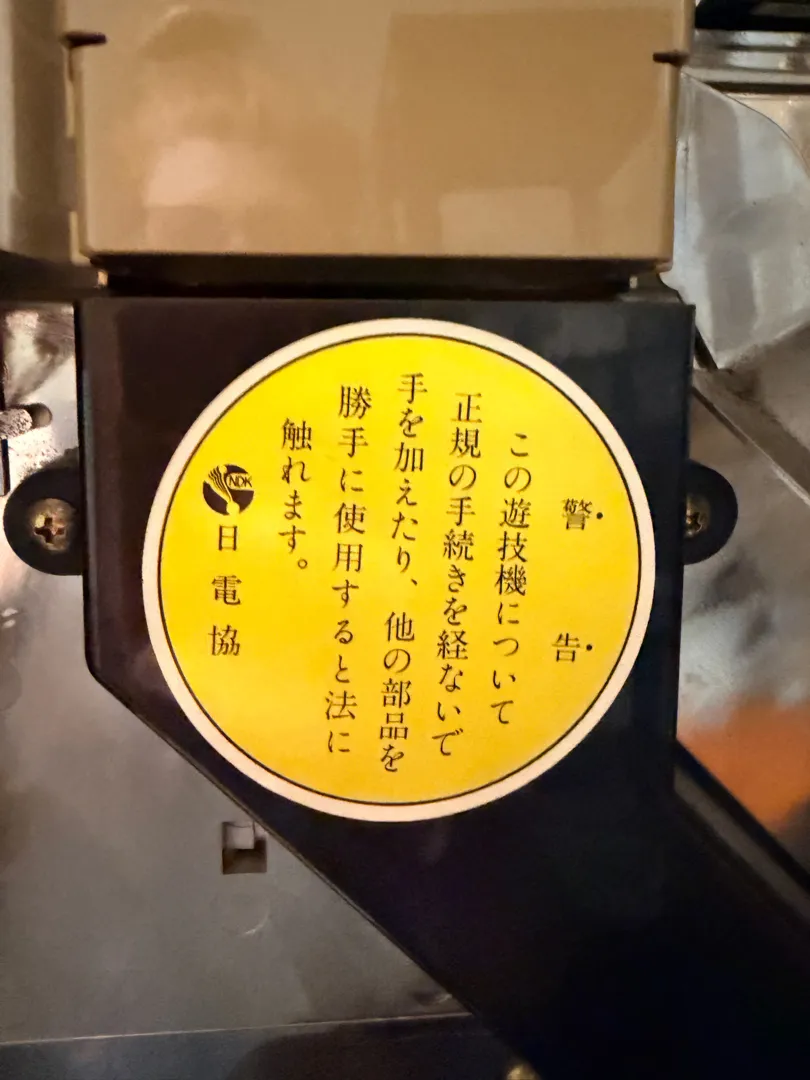 警告
この遊技機について
正規の手続きを経ないで
手を加えたり、他の部品を
勝手に使用すると法に
触れます。
NDK
日電協